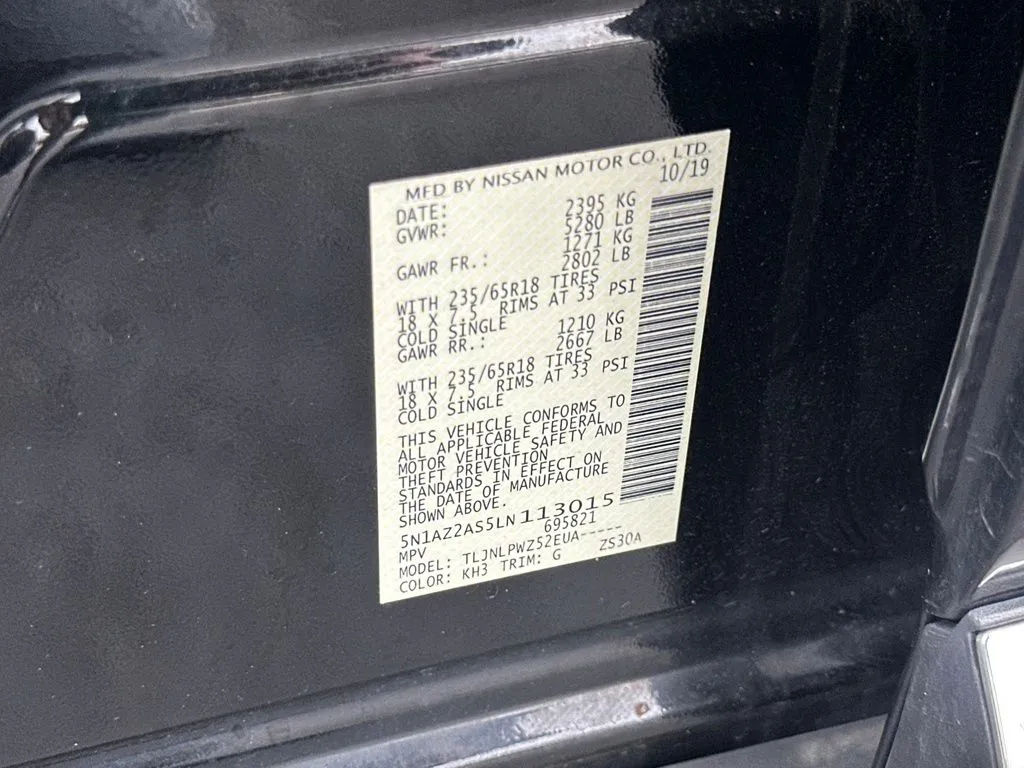 MFD BY NISSAN MOTOR CO., LTD.
DATE: 10/19
GVWR: 2395 KG
5280 LB
GAWR FR.: 1271 KG
2802 LB
WITH 235/65R18 TIRES
18 X 7.5 RIMS AT 33 PSI
COLD SINGLE
GAWR RR.: 1210 KG
2667 LB
WITH 235/65R18 TIRES
18 X 7.5 RIMS AT 33 PSI
COLD SINGLE
THIS VEHICLE CONFORMS TO
ALL APPLICABLE FEDERAL
MOTOR VEHICLE SAFETY AND
THEFT PREVENTION
STANDARDS IN EFFECT ON
THE DATE OF MANUFACTURE
SHOWN ABOVE.
5N1AZ2AS5LN113015
MPV 695821
MODEL: TLJNLPWZ52EUA-----
COLOR: KH3 TRIM: G ZS30A